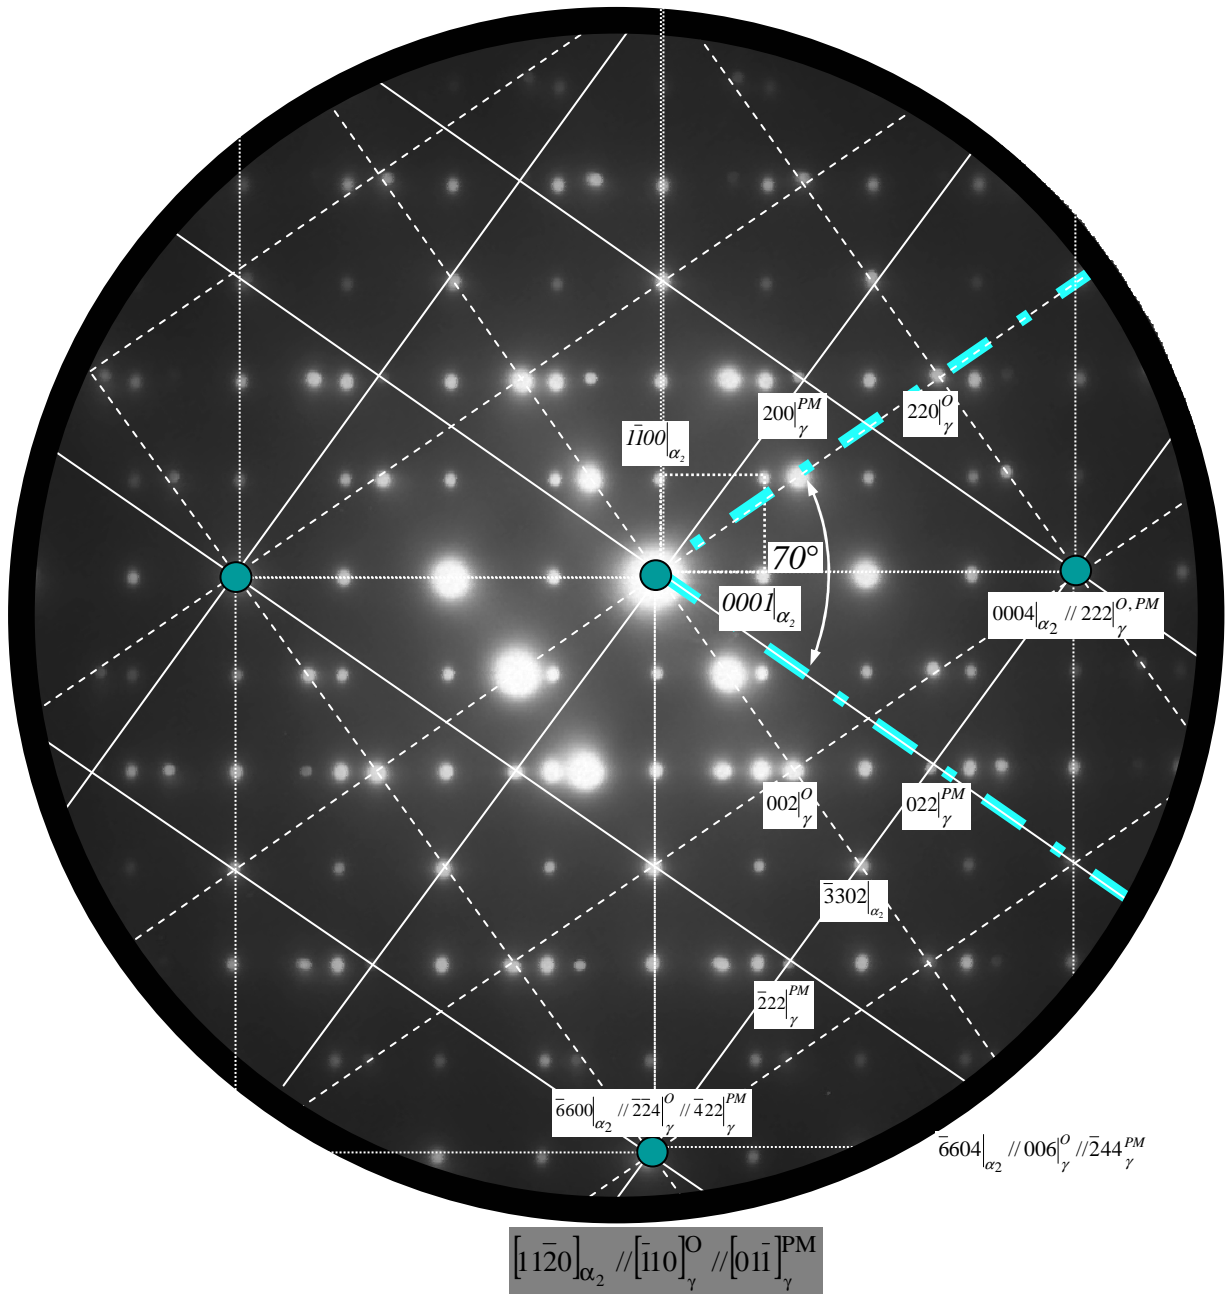 200|γ^PM
220|γ^O
1̄100|α₂
70°
0001|α₂
0004|α₂ // 222|γ^O,PM
002|γ^O
022|γ^PM
3̄302|α₂
2̄22|γ^PM
6̄600|α₂ // 2̄2̄4|γ^O // 4̄22|γ^PM
6̄604|α₂ // 006|γ^O // 2̄44γ^PM
[112̄0]α₂ // [1̄10]γ^O // [011̄]γ^PM